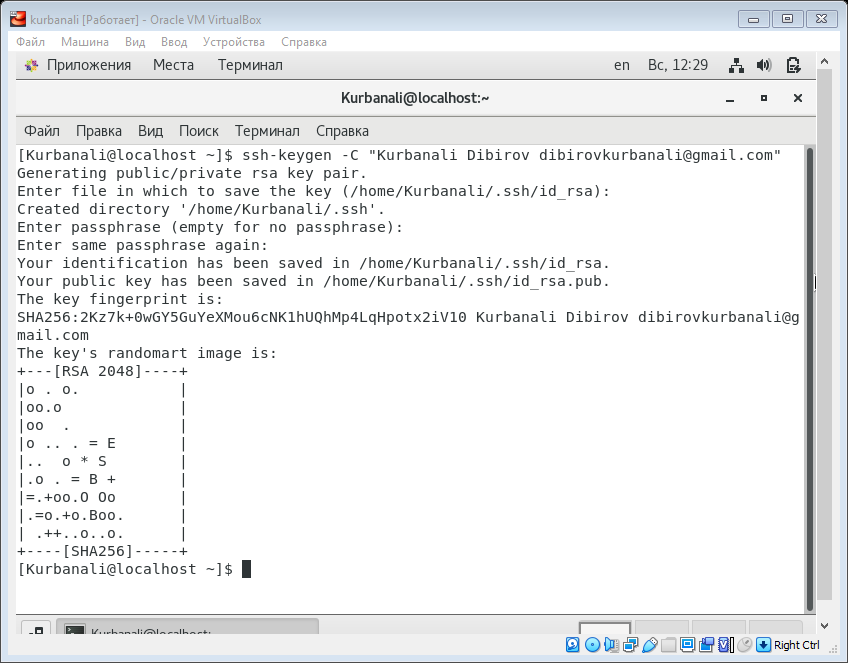 kurbanali [Работает] - Oracle VM VirtualBox
Файл Машина Вид Ввод Устройства Справка
Приложения Места Терминал en Вс, 12:29
Kurbanali@localhost:~
Файл Правка Вид Поиск Терминал Справка
[Kurbanali@localhost ~]$ ssh-keygen -C "Kurbanali Dibirov dibirovkurbanali@gmail.com"
Generating public/private rsa key pair.
Enter file in which to save the key (/home/Kurbanali/.ssh/id_rsa):
Created directory '/home/Kurbanali/.ssh'.
Enter passphrase (empty for no passphrase):
Enter same passphrase again:
Your identification has been saved in /home/Kurbanali/.ssh/id_rsa.
Your public key has been saved in /home/Kurbanali/.ssh/id_rsa.pub.
The key fingerprint is:
SHA256:2Kz7k+0wGY5GuYeXMou6cNK1hUQhMp4LqHpotx2iV10 Kurbanali Dibirov dibirovkurbanali@g
mail.com
The key's randomart image is:
+---[RSA 2048]----+
|o . o.           |
|oo.o             |
|oo  .            |
|o .. . = E       |
|..  o * S        |
|.o . = B +       |
|=.+oo.O Oo       |
|.=o.+o.Boo.      |
| .++..o..o.      |
+----[SHA256]-----+
[Kurbanali@localhost ~]$
Kurbanali@localhost:
Right Ctrl